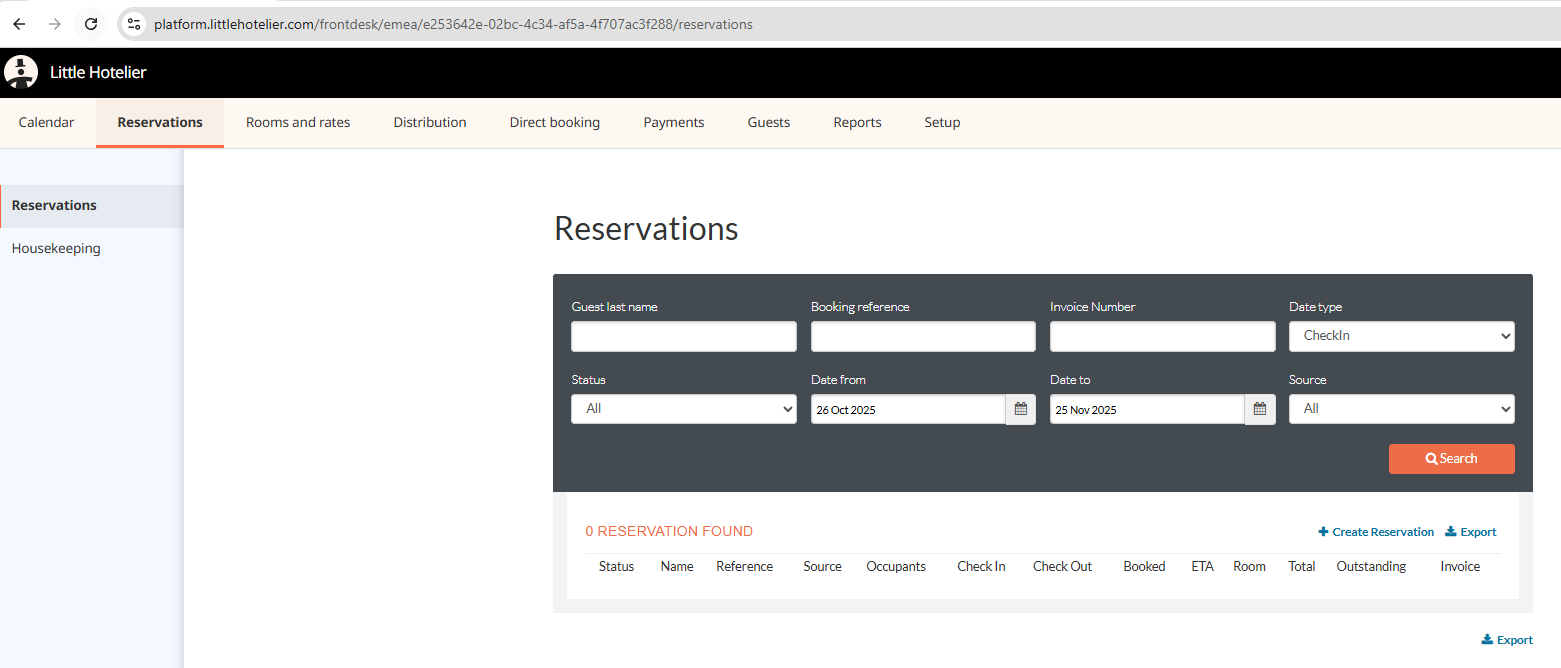 platform.littlehotelier.com/frontdesk/emea/e253642e-02bc-4c34-af5a-4f707ac3f288/reservations
Little Hotelier
Calendar Reservations Rooms and rates Distribution Direct booking Payments Guests Reports Setup
Reservations
Housekeeping
Reservations
Guest last name Booking reference Invoice Number Date type
CheckIn
Status Date from Date to Source
All 26 Oct 2025 25 Nov 2025 All
Search
0 RESERVATION FOUND Create Reservation Export
Status Name Reference Source Occupants Check In Check Out Booked ETA Room Total Outstanding Invoice
Export